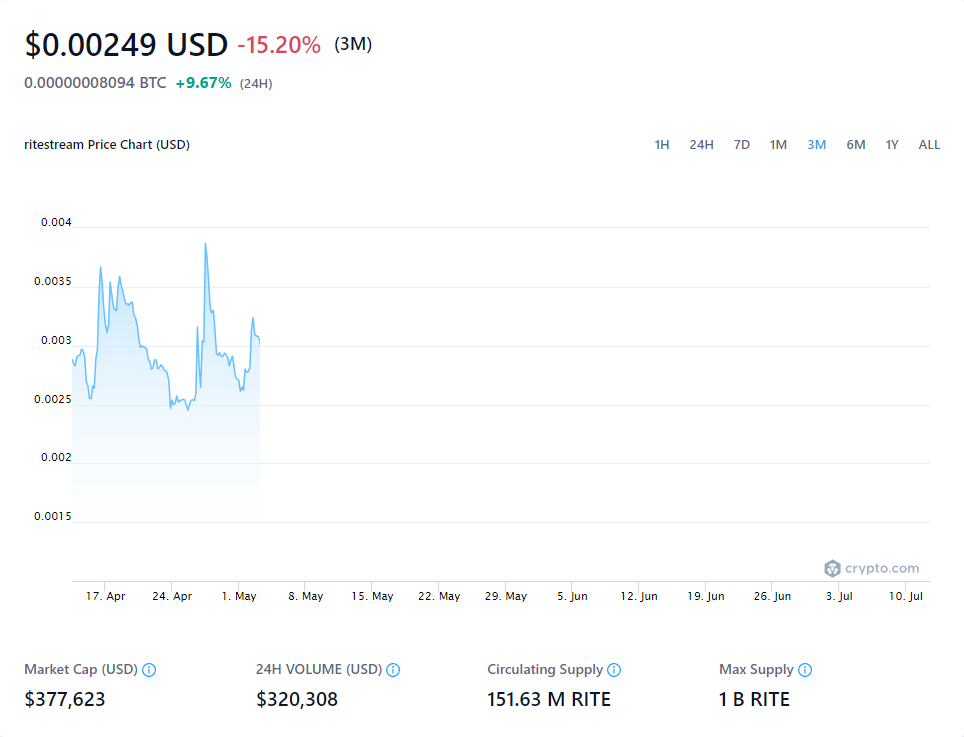 $0.00249 USD -15.20% (3M)
0.00000008094 BTC +9.67% (24H)
ritestream Price Chart (USD) 1H 24H 7D 1M 3M 6M 1Y ALL
0.004
0.0035
0.003
0.0025
0.002
0.0015
crypto.com
17. Apr 24. Apr 1. May 8. May 15. May 22. May 29. May 5. Jun 12. Jun 19. Jun 26. Jun 3. Jul 10. Jul
Market Cap (USD) 24H VOLUME (USD) Circulating Supply Max Supply
$377,623 $320,308 151.63 M RITE 1 B RITE